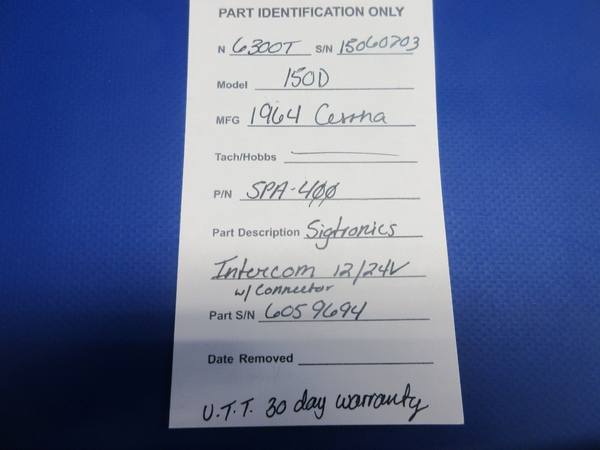 PART IDENTIFICATION ONLY
N 6300T S/N 15060703
Model 150D
MFG 1964 Cessna
Tach/Hobbs
P/N SPA-400
Part Description Sigtronics
Intercom 12/24V
w/ Connector
Part S/N 6059694
Date Removed
U.T.T. 30 day warranty